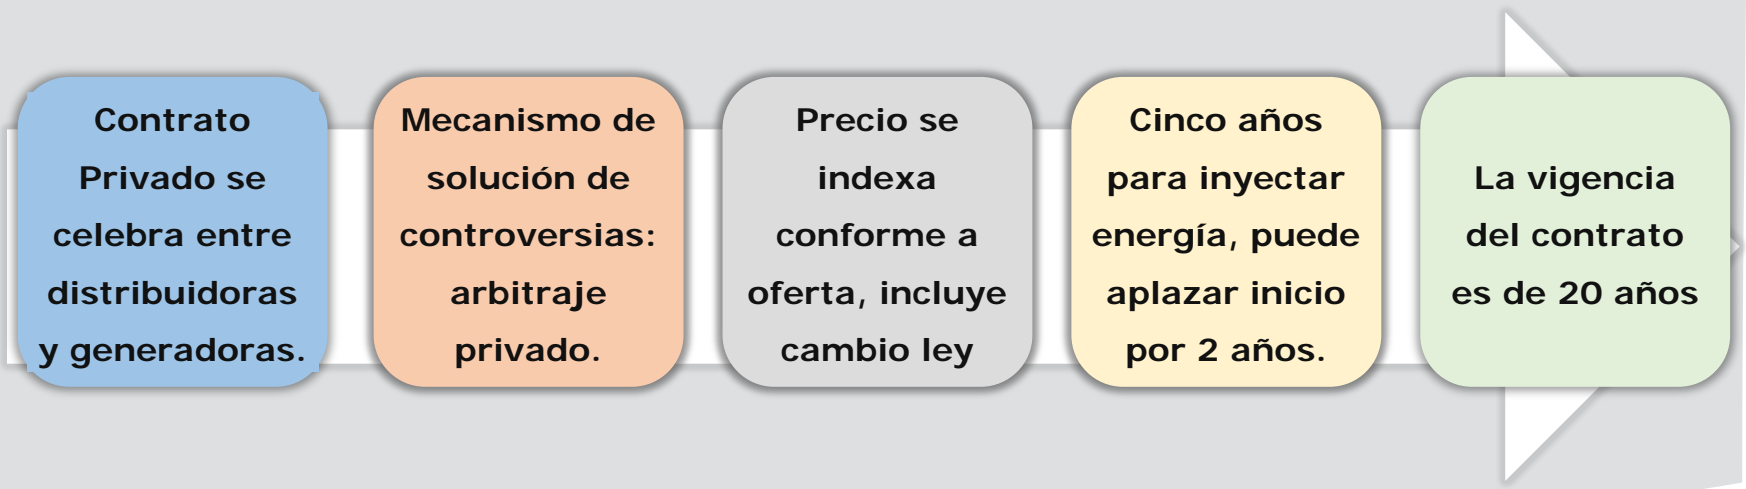 Contrato
Privado se
celebra entre
distribuidoras
y generadoras.
Mecanismo de
solución de
controversias:
arbitraje
privado.
Precio se
indexa
conforme a
oferta, incluye
cambio ley
Cinco años
para inyectar
energía, puede
aplazar inicio
por 2 años.
La vigencia
del contrato
es de 20 años